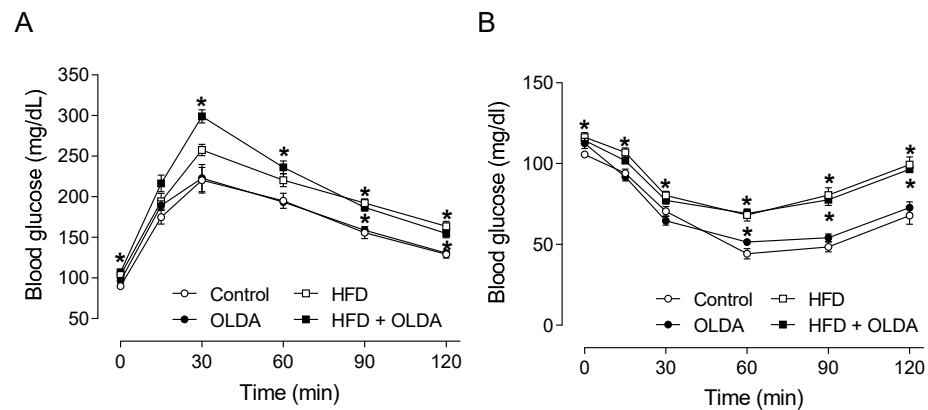 A
Blood glucose (mg/dL)
350
300
250
200
150
100
50
*
*
*
*
*
*
*
Control
HFD
OLDA
HFD + OLDA
0
30
60
90
120
Time (min)
B
Blood glucose (mg/dl)
150
100
50
0
*
*
*
*
*
*
*
*
*
Control
HFD
OLDA
HFD + OLDA
0
30
60
90
120
Time (min)